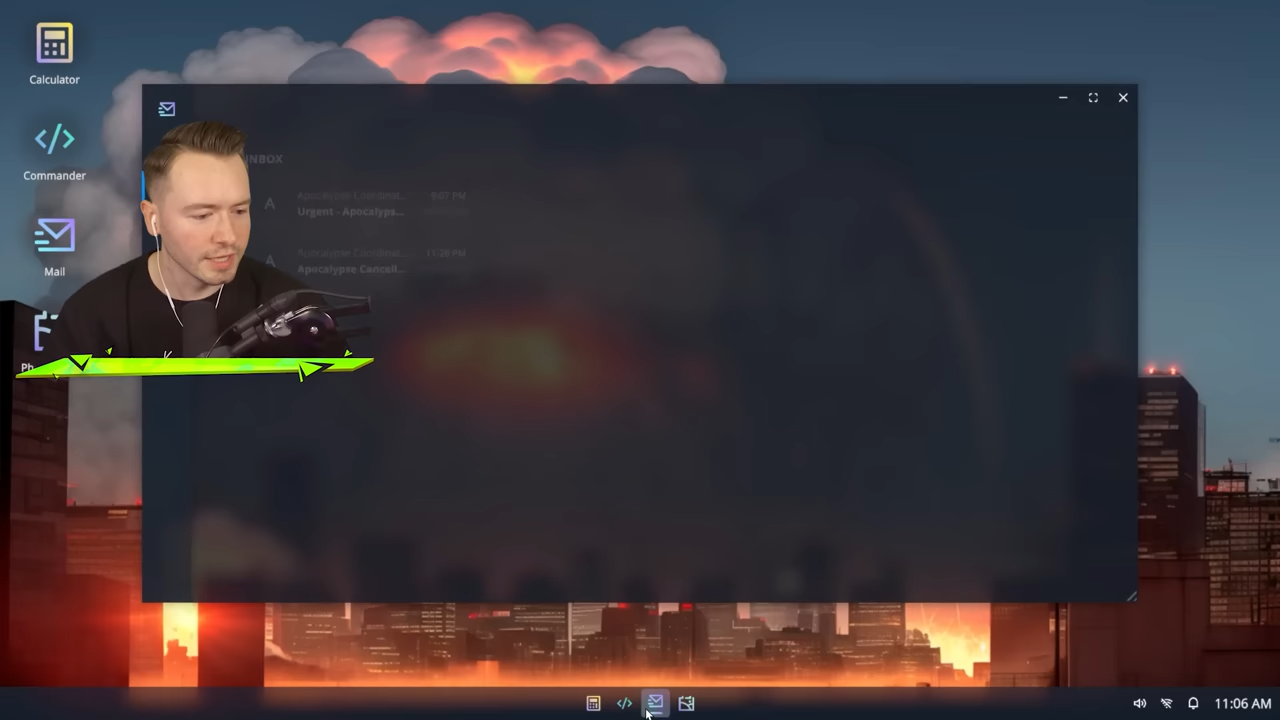 Calculator
Commander
Mail
INBOX
A
Apocalypse Coordinat...
9:07 PM
Urgent - Apocalyps...
A
Apocalypse Coordinat...
11:28 PM
Apocalypse Cancell...
11:06 AM